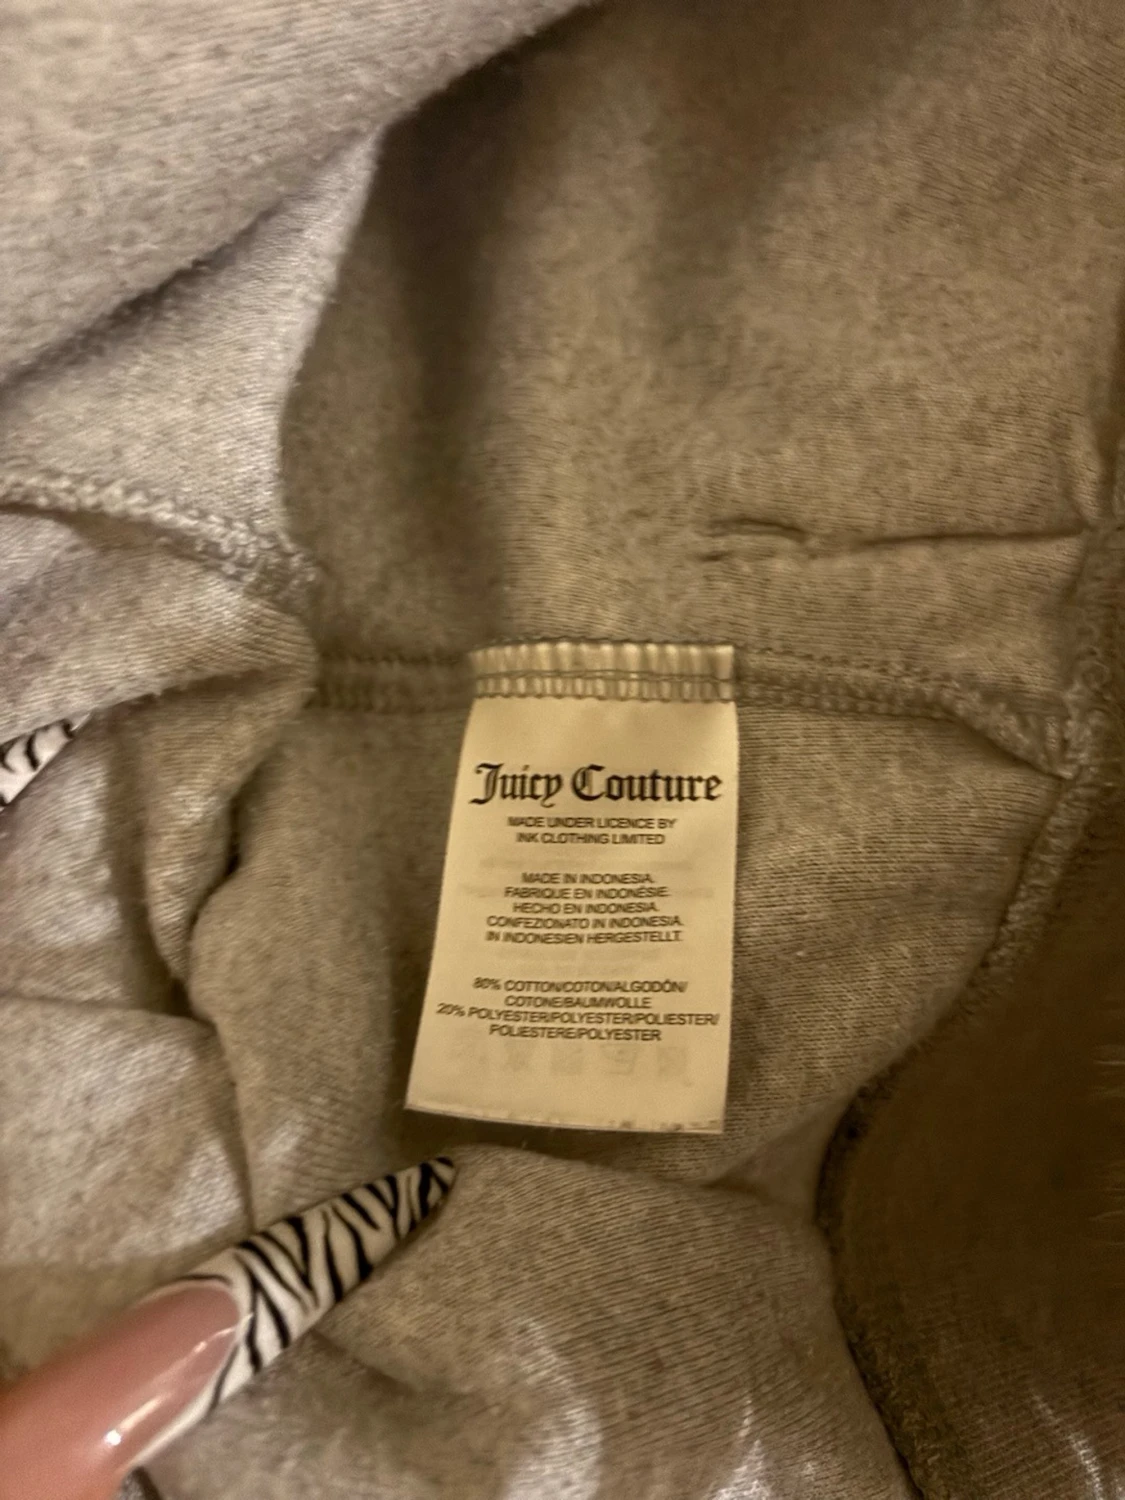 Juicy Couture
MADE UNDER LICENCE BY
INK CLOTHING LIMITED
MADE IN INDONESIA.
FABRIQUE EN INDONÉSIE.
HECHO EN INDONESIA.
CONFEZIONATO IN INDONESIA.
IN INDONESIEN HERGESTELLT.
80% COTTON/COTON/ALGODÓN/
COTONE/BAUMWOLLE
20% POLYESTER/POLYESTER/POLIESTER/
POLIESTERE/POLYESTER